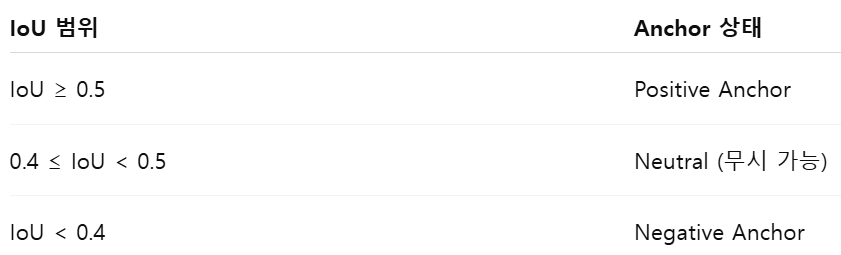 IoU 범위 Anchor 상태
IoU ≥ 0.5 Positive Anchor
0.4 ≤ IoU < 0.5 Neutral (무시 가능)
IoU < 0.4 Negative Anchor